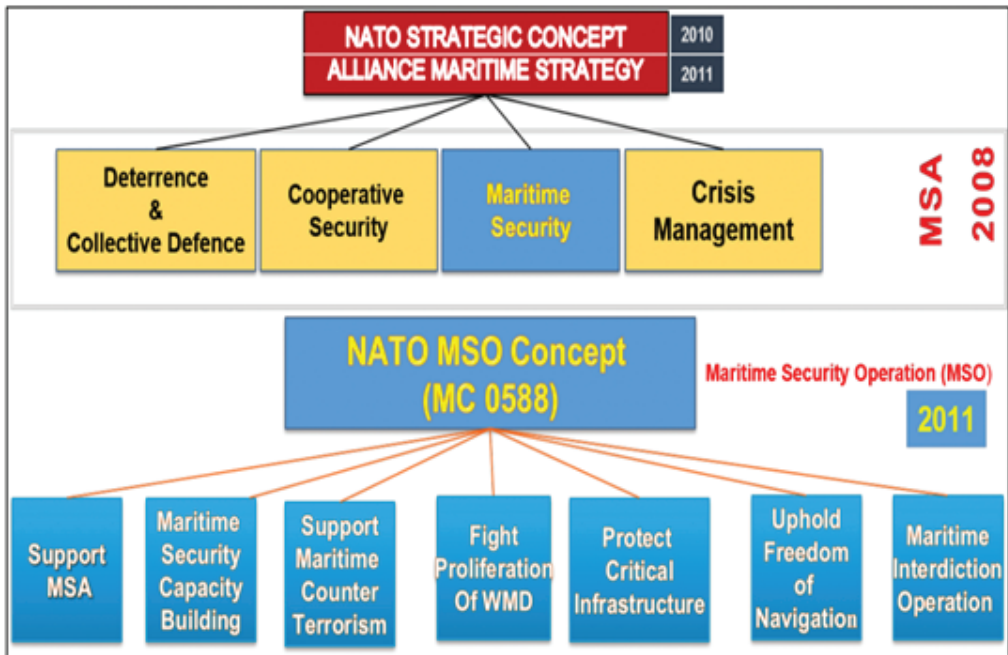 NATO STRATEGIC CONCEPT
2010
ALLIANCE MARITIME STRATEGY
2011
Deterrence
&
Collective Defence
Cooperative
Security
Maritime
Security
Crisis
Management
MSA
2008
NATO MSO Concept
(MC 0588)
Maritime Security Operation (MSO)
2011
Support
MSA
Maritime
Security
Capacity
Building
Support
Maritime
Counter
Terrorism
Fight
Proliferation
Of WMD
Protect
Critical
Infrastructure
Uphold
Freedom
of
Navigation
Maritime
Interdiction
Operation